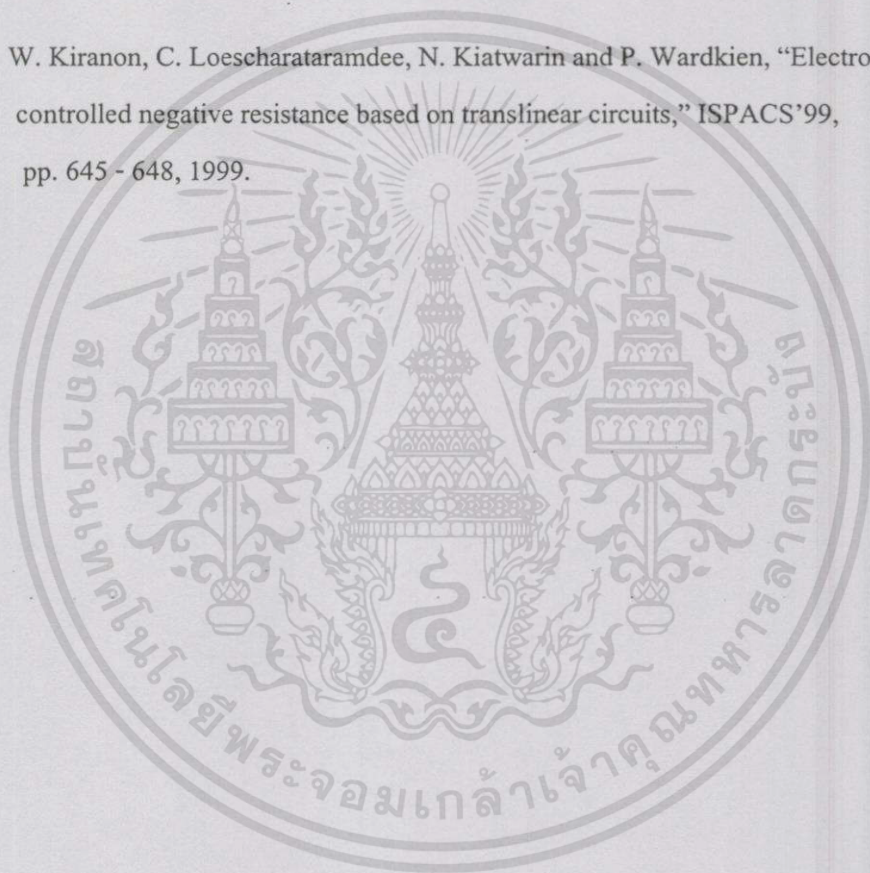 W. Kiranon, C. Loescharataramdee, N. Kiatwarin and P. Wardkien, “Electro
controlled negative resistance based on translinear circuits,” ISPACS’99,
pp. 645 - 648, 1999.
สถาบันเทคโนโลยีพระจอมเกล้าเจ้าคุณทหารลาดกระบัง
๔